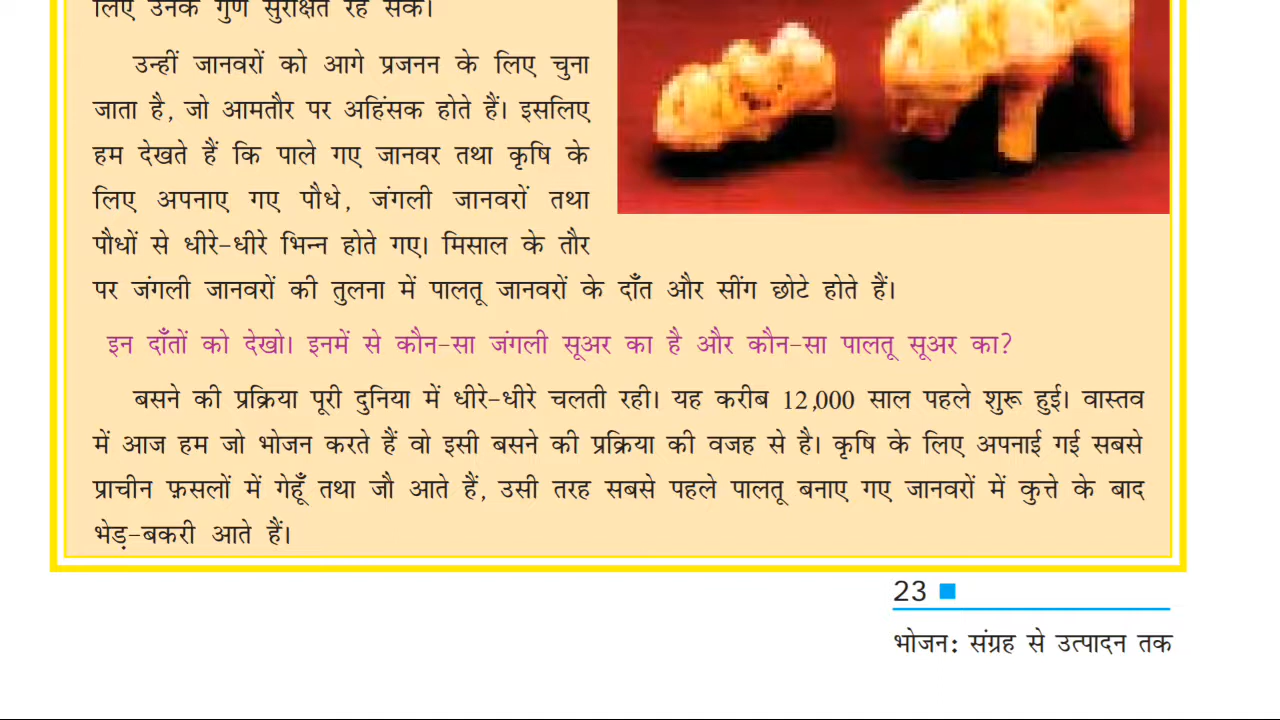 लिए उनके गुण सुरक्षित रह सकें।
उन्हीं जानवरों को आगे प्रजनन के लिए चुना
जाता है, जो आमतौर पर अहिंसक होते हैं। इसलिए
हम देखते हैं कि पाले गए जानवर तथा कृषि के
लिए अपनाए गए पौधे, जंगली जानवरों तथा
पौधों से धीरे-धीरे भिन्न होते गए। मिसाल के तौर
पर जंगली जानवरों की तुलना में पालतू जानवरों के दाँत और सींग छोटे होते हैं।
इन दाँतों को देखो। इनमें से कौन-सा जंगली सूअर का है और कौन-सा पालतू सूअर का?
बसने की प्रक्रिया पूरी दुनिया में धीरे-धीरे चलती रही। यह करीब 12,000 साल पहले शुरू हुई। वास्तव
में आज हम जो भोजन करते हैं वो इसी बसने की प्रक्रिया की वजह से है। कृषि के लिए अपनाई गई सबसे
प्राचीन फ़सलों में गेहूँ तथा जौ आते हैं, उसी तरह सबसे पहले पालतू बनाए गए जानवरों में कुत्ते के बाद
भेड़-बकरी आते हैं।
23
भोजन: संग्रह से उत्पादन तक